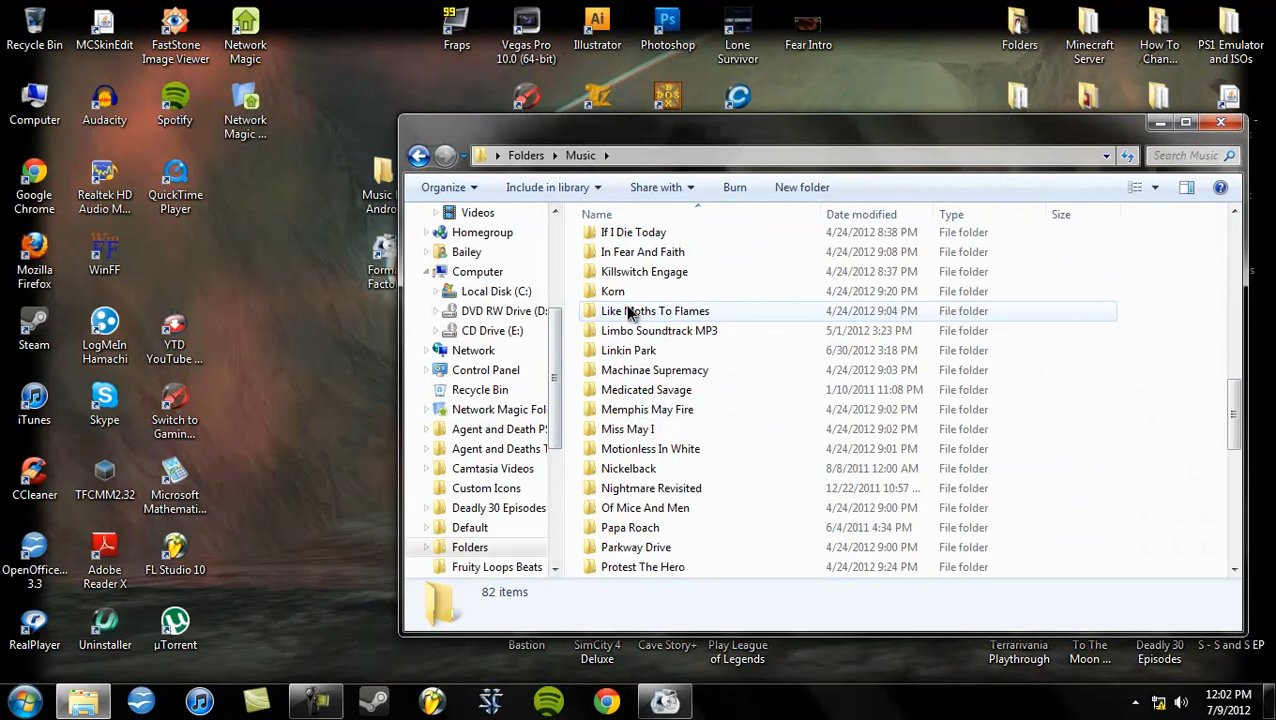 Recycle Bin
MCSkinEdit
FastStone Image Viewer
Network Magic
99
Fraps
Vegas Pro 10.0 (64-bit)
Ai
Illustrator
Ps
Photoshop
Lone Survivor
Fear Intro
Folders
Minecraft Server
How To Chan...
PS1 Emulator and ISOs
Computer
Audacity
Spotify
Network Magic ...
Google Chrome
Realtek HD Audio M...
QuickTime Player
Music
Andro
Mozilla Firefox
WinFF
Forma
Factor
Steam
LogMeIn Hamachi
YTD YouTube ...
iTunes
Skype
Switch to Gamin...
CCleaner
TFCMM2.32
Microsoft Mathemati...
OpenOffice... 3.3
Adobe Reader X
FL Studio 10
RealPlayer
Uninstaller
µTorrent
Folders
Music
Search Music
Organize
Include in library
Share with
Burn
New folder
Name
Date modified
Type
Size
Videos
Homegroup
Bailey
Computer
Local Disk (C:)
DVD RW Drive (D:
CD Drive (E:)
Network
Control Panel
Recycle Bin
Network Magic Fol
Agent and Death P
Agent and Deaths T
Camtasia Videos
Custom Icons
Deadly 30 Episodes
Default
Folders
Fruity Loops Beats
If I Die Today 4/24/2012 8:38 PM File folder
In Fear And Faith 4/24/2012 9:08 PM File folder
Killswitch Engage 4/24/2012 8:37 PM File folder
Korn 4/24/2012 9:20 PM File folder
Like Moths To Flames 4/24/2012 9:04 PM File folder
Limbo Soundtrack MP3 5/1/2012 3:23 PM File folder
Linkin Park 6/30/2012 3:18 PM File folder
Machinae Supremacy 4/24/2012 9:03 PM File folder
Medicated Savage 1/10/2011 11:08 PM File folder
Memphis May Fire 4/24/2012 9:02 PM File folder
Miss May I 4/24/2012 9:02 PM File folder
Motionless In White 4/24/2012 9:01 PM File folder
Nickelback 8/8/2011 12:00 AM File folder
Nightmare Revisited 12/22/2011 10:57 ... File folder
Of Mice And Men 4/24/2012 9:00 PM File folder
Papa Roach 6/4/2011 4:34 PM File folder
Parkway Drive 4/24/2012 9:00 PM File folder
Protest The Hero 4/24/2012 9:24 PM File folder
82 items
Bastion
SimCity 4 Deluxe
Cave Story+
Play League of Legends
Terrarivania Playthrough
To The Moon ...
Deadly 30 Episodes
S - S and S EP
12:02 PM
7/9/2012